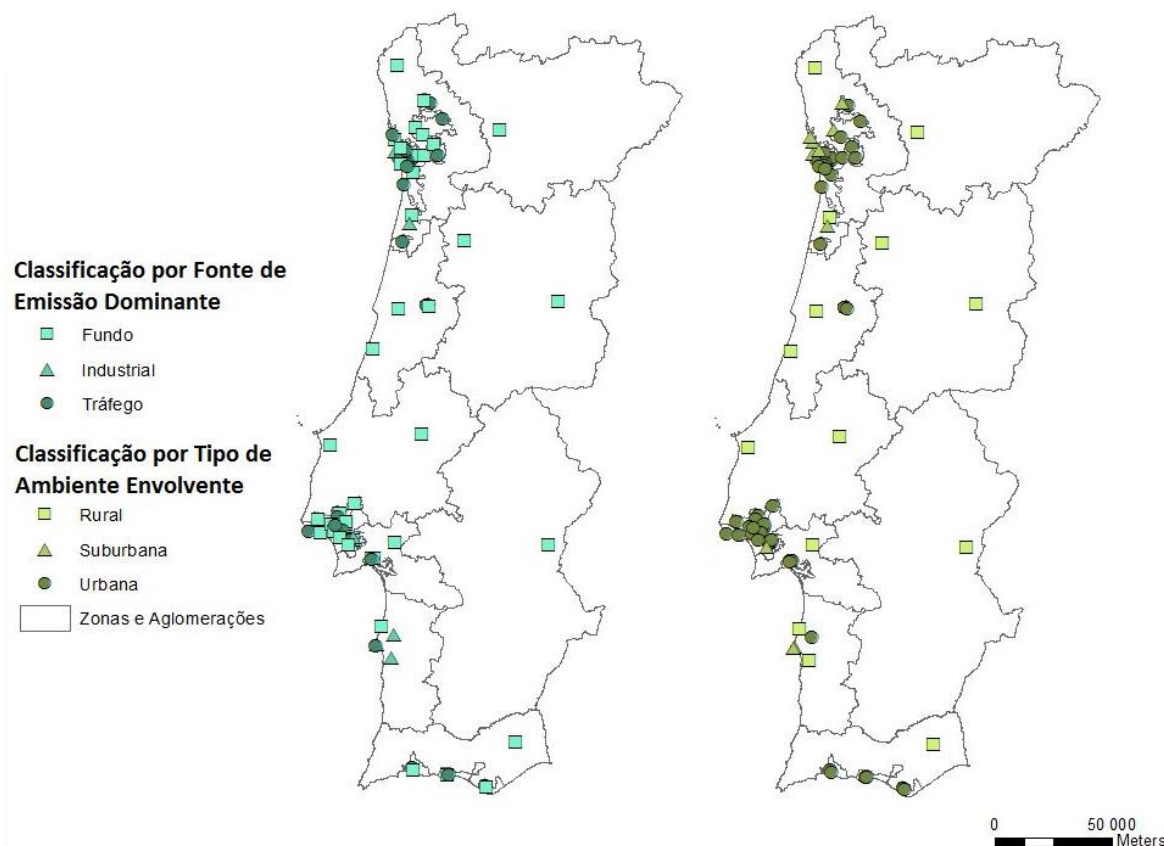 Classificação por Fonte de
Emissão Dominante
Fundo
Industrial
Tráfego
Classificação por Tipo de
Ambiente Envolvente
Rural
Suburbana
Urbana
Zonas e Aglomerações
0 50 000
Meters